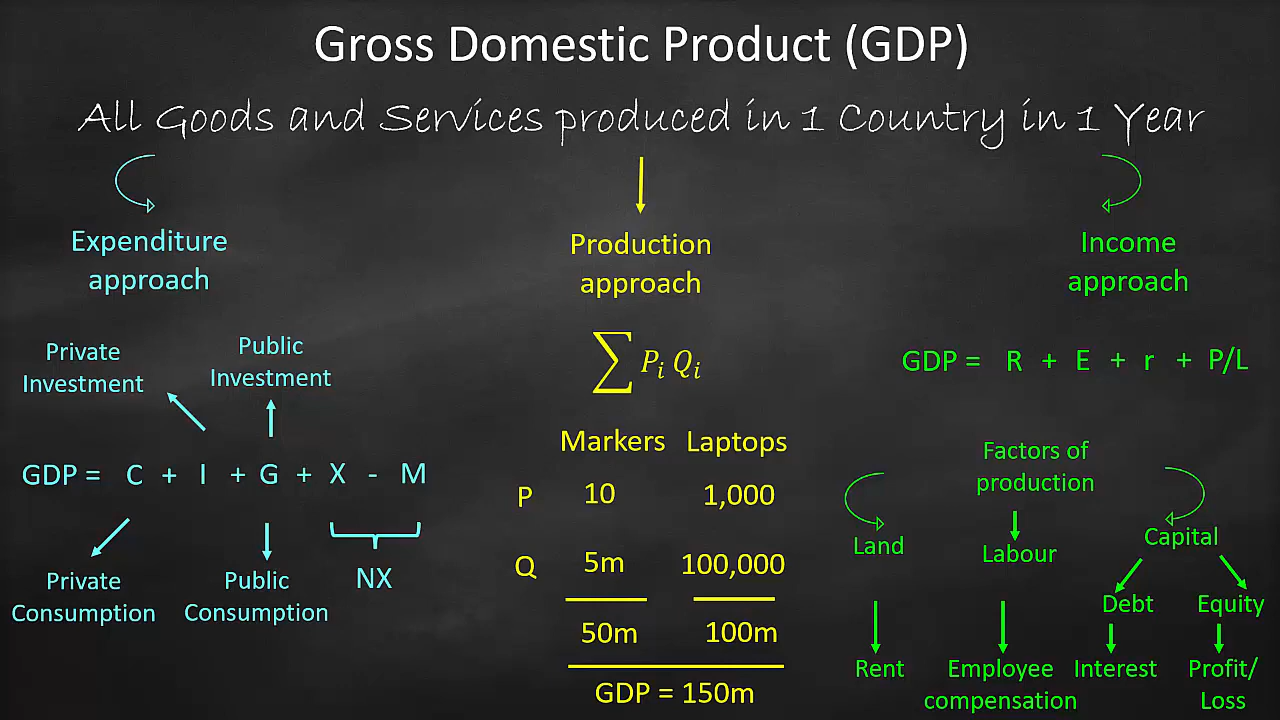 Gross Domestic Product (GDP)
All Goods and Services produced in 1 Country in 1 Year
Expenditure
approach
Private
Investment
Public
Investment
GDP = C + I + G + X - M
Private
Consumption
Public
Consumption
NX
Production
approach
∑ Pᵢ Qᵢ
Markers Laptops
P 10 1,000
Q 5m 100,000
50m 100m
GDP = 150m
Income
approach
GDP = R + E + r + P/L
Factors of
production
Land
Labour
Capital
Debt Equity
Rent
Employee
compensation
Interest
Profit/
Loss